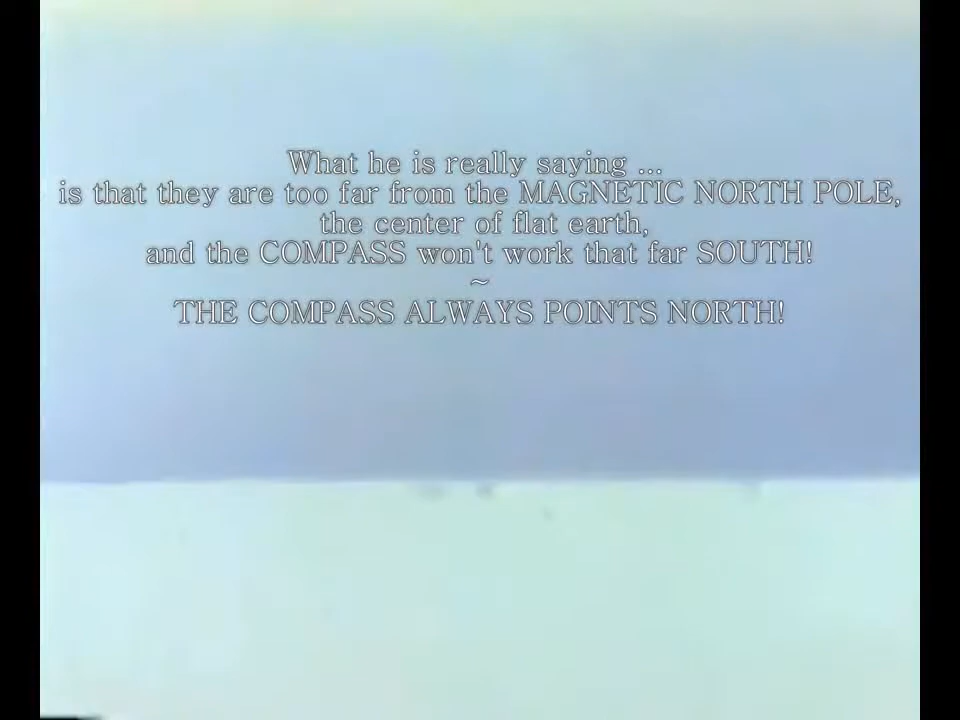 What he is really saying ...
is that they are too far from the MAGNETIC NORTH POLE,
the center of flat earth,
and the COMPASS won't work that far SOUTH!
~
THE COMPASS ALWAYS POINTS NORTH!